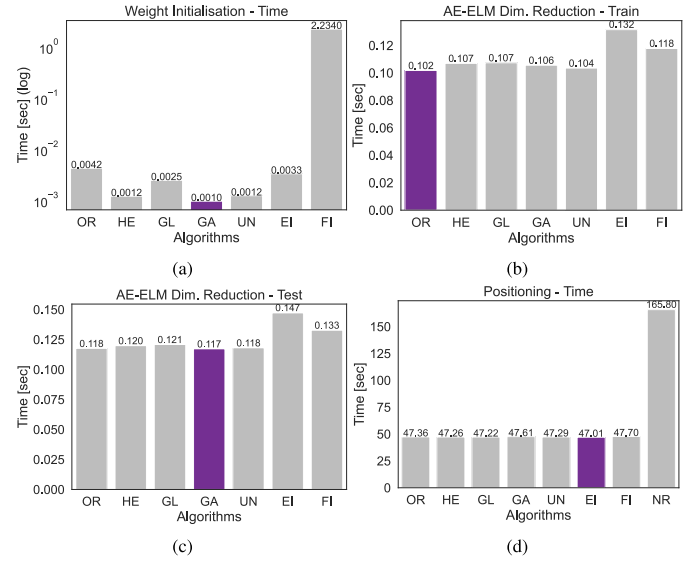 Weight Initialisation - Time
Time [sec] (log)
10⁰
10⁻¹
10⁻²
10⁻³
0.0042
0.0012
0.0025
0.0010
0.0012
0.0033
2.2340
OR HE GL GA UN EI FI
Algorithms
(a)
AE-ELM Dim. Reduction - Train
Time [sec]
0.12
0.10
0.08
0.06
0.04
0.02
0.00
0.102
0.107
0.107
0.106
0.104
0.132
0.118
OR HE GL GA UN EI FI
Algorithms
(b)
AE-ELM Dim. Reduction - Test
Time [sec]
0.150
0.125
0.100
0.075
0.050
0.025
0.000
0.118
0.120
0.121
0.117
0.118
0.147
0.133
OR HE GL GA UN EI FI
Algorithms
(c)
Positioning - Time
Time [sec]
150
125
100
75
50
25
0
47.36
47.26
47.22
47.61
47.29
47.01
47.70
165.80
OR HE GL GA UN EI FI NR
Algorithms
(d)